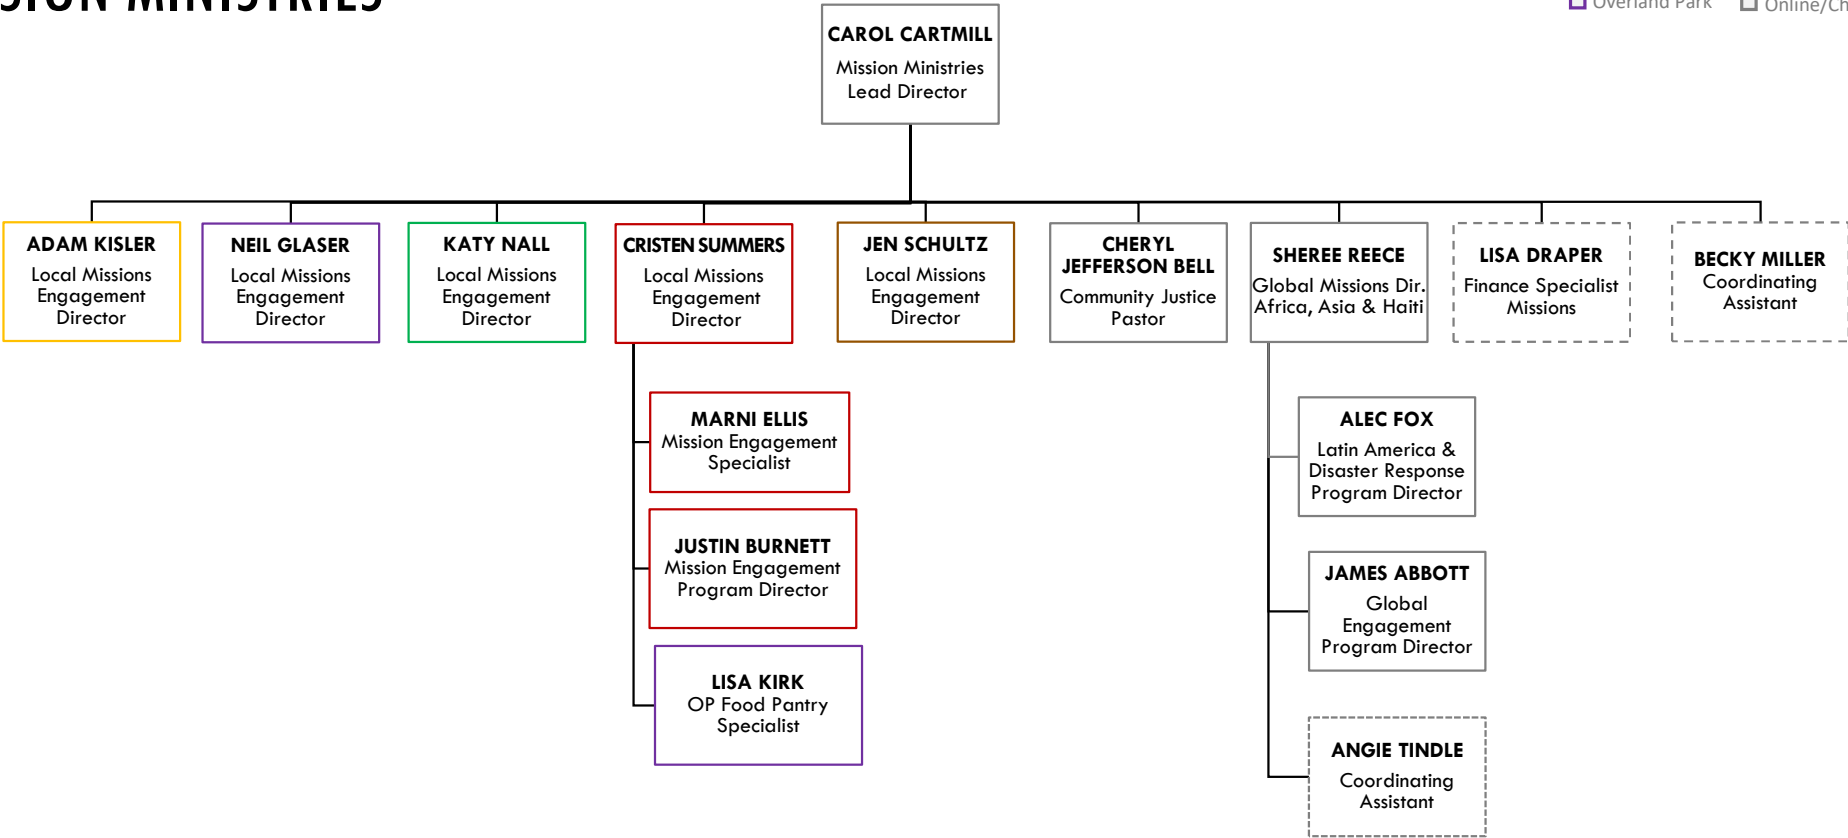 MINISTRIES
Overland Park
CAROL CARTMILL
Mission Ministries
Lead Director
ADAM KISLER
Local Missions
Engagement
Director
NEIL GLASER
Local Missions
Engagement
Director
KATY NALL
Local Missions
Engagement
Director
CRISTEN SUMMERS
Local Missions
Engagement
Director
JEN SCHULTZ
Local Missions
Engagement
Director
CHERYL
JEFFERSON BELL
Community Justice
Pastor
SHEREE REECE
Global Missions Dir.
Africa, Asia & Haiti
LISA DRAPER
Finance Specialist
Missions
BECKY MILLER
Coordinating
Assistant
MARNI ELLIS
Mission Engagement
Specialist
JUSTIN BURNETT
Mission Engagement
Program Director
LISA KIRK
OP Food Pantry
Specialist
ALEC FOX
Latin America &
Disaster Response
Program Director
JAMES ABBOTT
Global
Engagement
Program Director
ANGIE TINDLE
Coordinating
Assistant